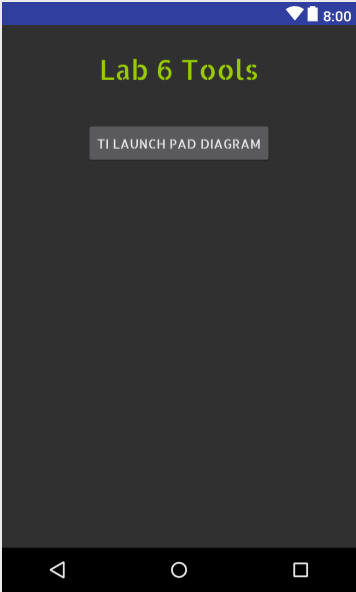 8:00
Lab 6 Tools
TI LAUNCH PAD DIAGRAM